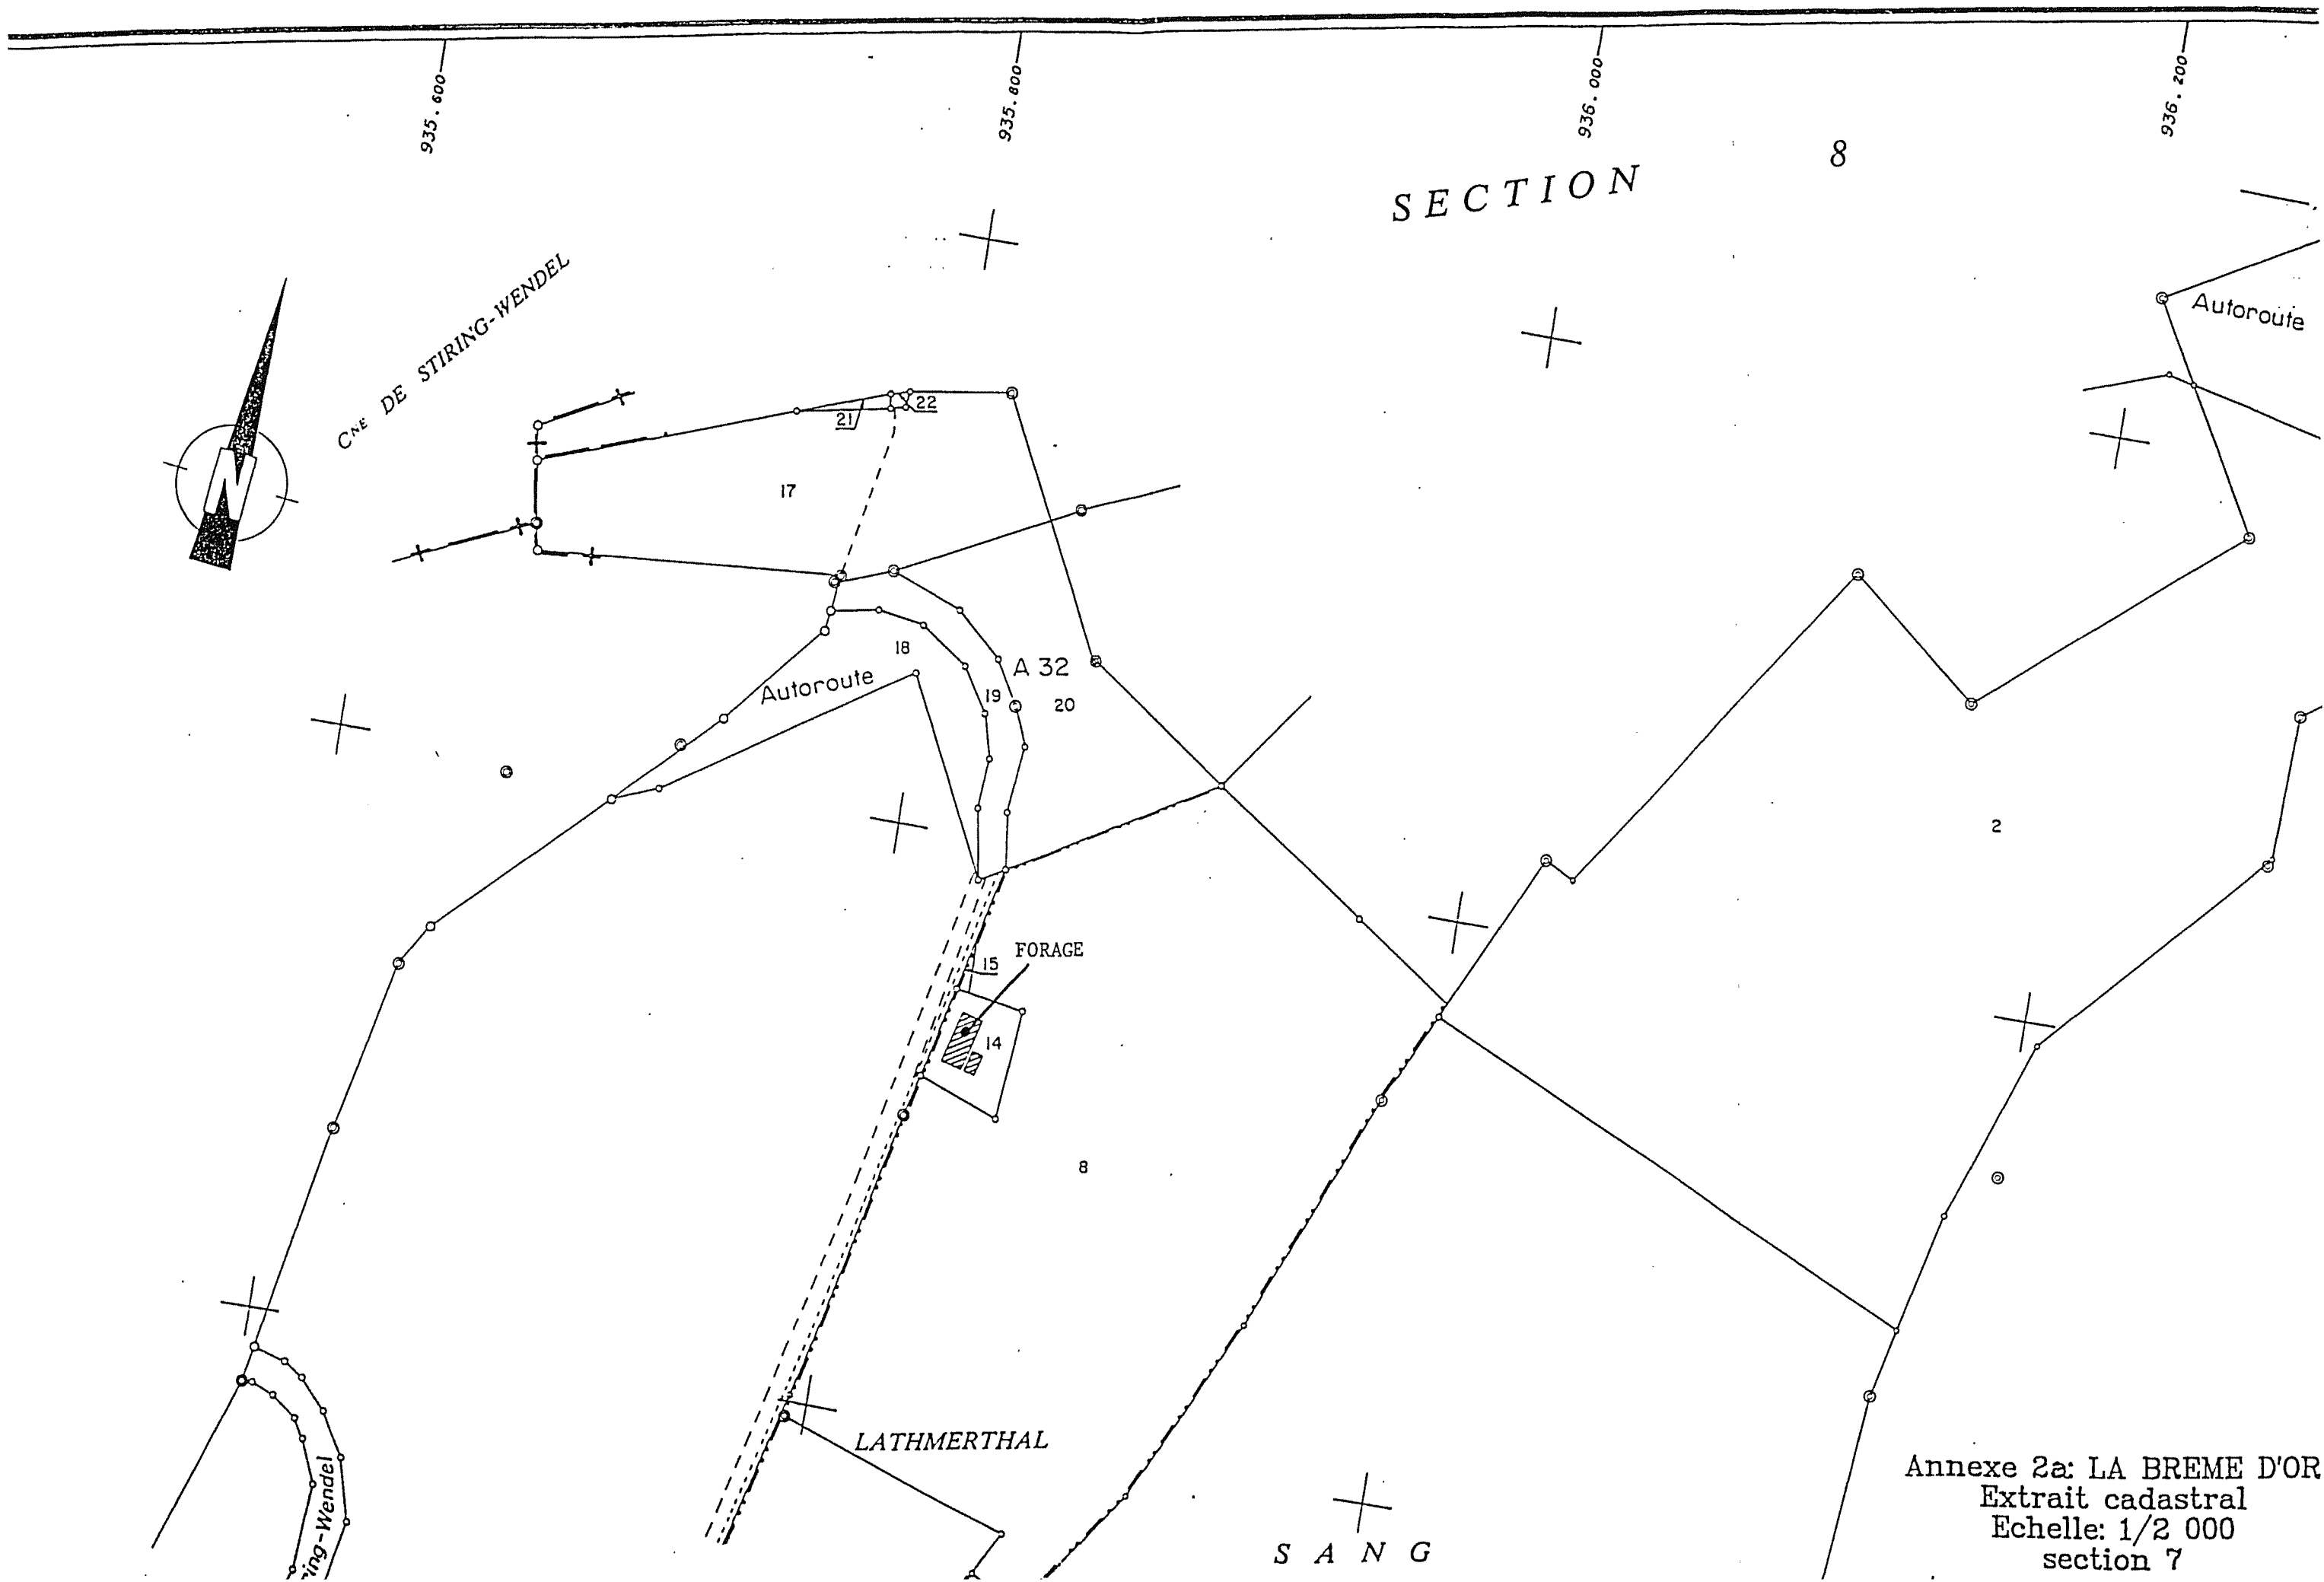 935.600
935.800
936.000
936.200
8
SECTION
CNE DE STIRING-WENDEL
Autoroute
22
21
17
18
A 32
Autoroute
19
20
2
FORAGE
15
14
8
LATHMERTHAL
ring-Wendel
SANG
Annexe 2a: LA BREME D'OR
Extrait cadastral
Echelle: 1/2 000
section 7